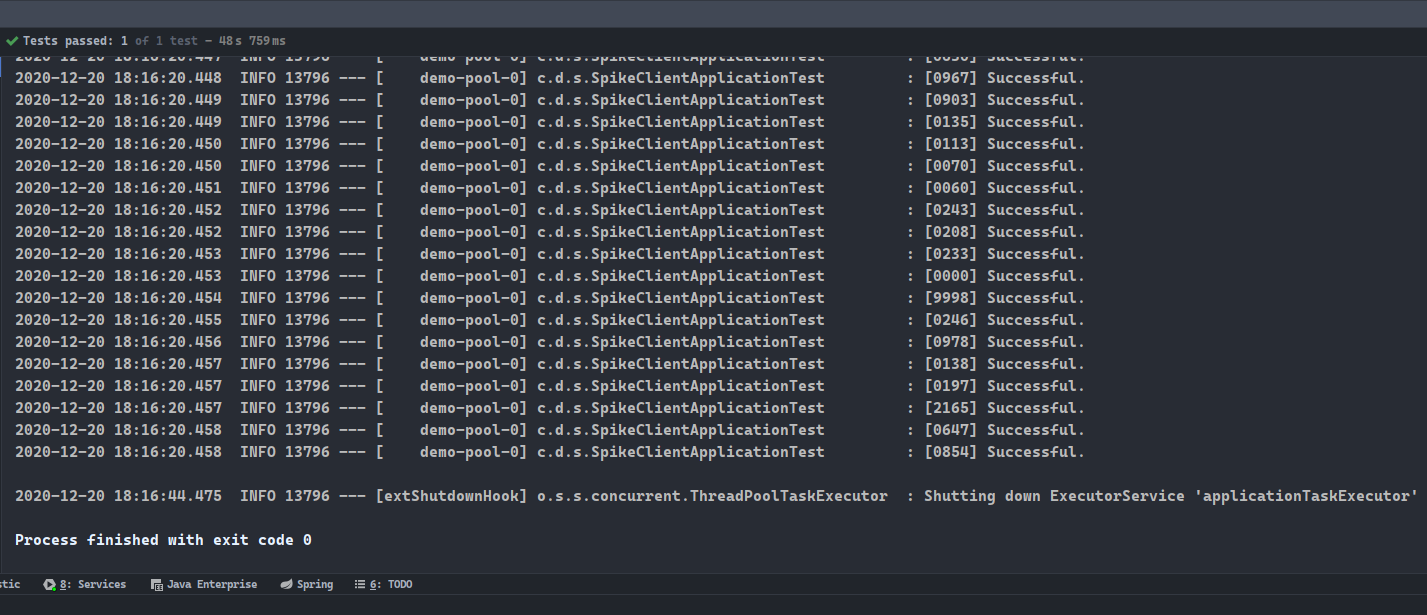 Tests passed: 1 of 1 test – 48 s 759 ms
2020-12-20 18:16:20.447  INFO 13796 --- [    demo-pool-0] c.d.s.SpikeClientApplicationTest         : [0830] Successful.
2020-12-20 18:16:20.448  INFO 13796 --- [    demo-pool-0] c.d.s.SpikeClientApplicationTest         : [0967] Successful.
2020-12-20 18:16:20.449  INFO 13796 --- [    demo-pool-0] c.d.s.SpikeClientApplicationTest         : [0903] Successful.
2020-12-20 18:16:20.449  INFO 13796 --- [    demo-pool-0] c.d.s.SpikeClientApplicationTest         : [0135] Successful.
2020-12-20 18:16:20.450  INFO 13796 --- [    demo-pool-0] c.d.s.SpikeClientApplicationTest         : [0113] Successful.
2020-12-20 18:16:20.450  INFO 13796 --- [    demo-pool-0] c.d.s.SpikeClientApplicationTest         : [0070] Successful.
2020-12-20 18:16:20.451  INFO 13796 --- [    demo-pool-0] c.d.s.SpikeClientApplicationTest         : [0060] Successful.
2020-12-20 18:16:20.452  INFO 13796 --- [    demo-pool-0] c.d.s.SpikeClientApplicationTest         : [0243] Successful.
2020-12-20 18:16:20.452  INFO 13796 --- [    demo-pool-0] c.d.s.SpikeClientApplicationTest         : [0208] Successful.
2020-12-20 18:16:20.453  INFO 13796 --- [    demo-pool-0] c.d.s.SpikeClientApplicationTest         : [0233] Successful.
2020-12-20 18:16:20.453  INFO 13796 --- [    demo-pool-0] c.d.s.SpikeClientApplicationTest         : [0000] Successful.
2020-12-20 18:16:20.454  INFO 13796 --- [    demo-pool-0] c.d.s.SpikeClientApplicationTest         : [9998] Successful.
2020-12-20 18:16:20.455  INFO 13796 --- [    demo-pool-0] c.d.s.SpikeClientApplicationTest         : [0246] Successful.
2020-12-20 18:16:20.456  INFO 13796 --- [    demo-pool-0] c.d.s.SpikeClientApplicationTest         : [0978] Successful.
2020-12-20 18:16:20.457  INFO 13796 --- [    demo-pool-0] c.d.s.SpikeClientApplicationTest         : [0138] Successful.
2020-12-20 18:16:20.457  INFO 13796 --- [    demo-pool-0] c.d.s.SpikeClientApplicationTest         : [0197] Successful.
2020-12-20 18:16:20.457  INFO 13796 --- [    demo-pool-0] c.d.s.SpikeClientApplicationTest         : [2165] Successful.
2020-12-20 18:16:20.458  INFO 13796 --- [    demo-pool-0] c.d.s.SpikeClientApplicationTest         : [0647] Successful.
2020-12-20 18:16:20.458  INFO 13796 --- [    demo-pool-0] c.d.s.SpikeClientApplicationTest         : [0854] Successful.
2020-12-20 18:16:44.475  INFO 13796 --- [extShutdownHook] o.s.s.concurrent.ThreadPoolTaskExecutor  : Shutting down ExecutorService 'applicationTaskExecutor'
Process finished with exit code 0
stic 8: Services Java Enterprise Spring 6: TODO